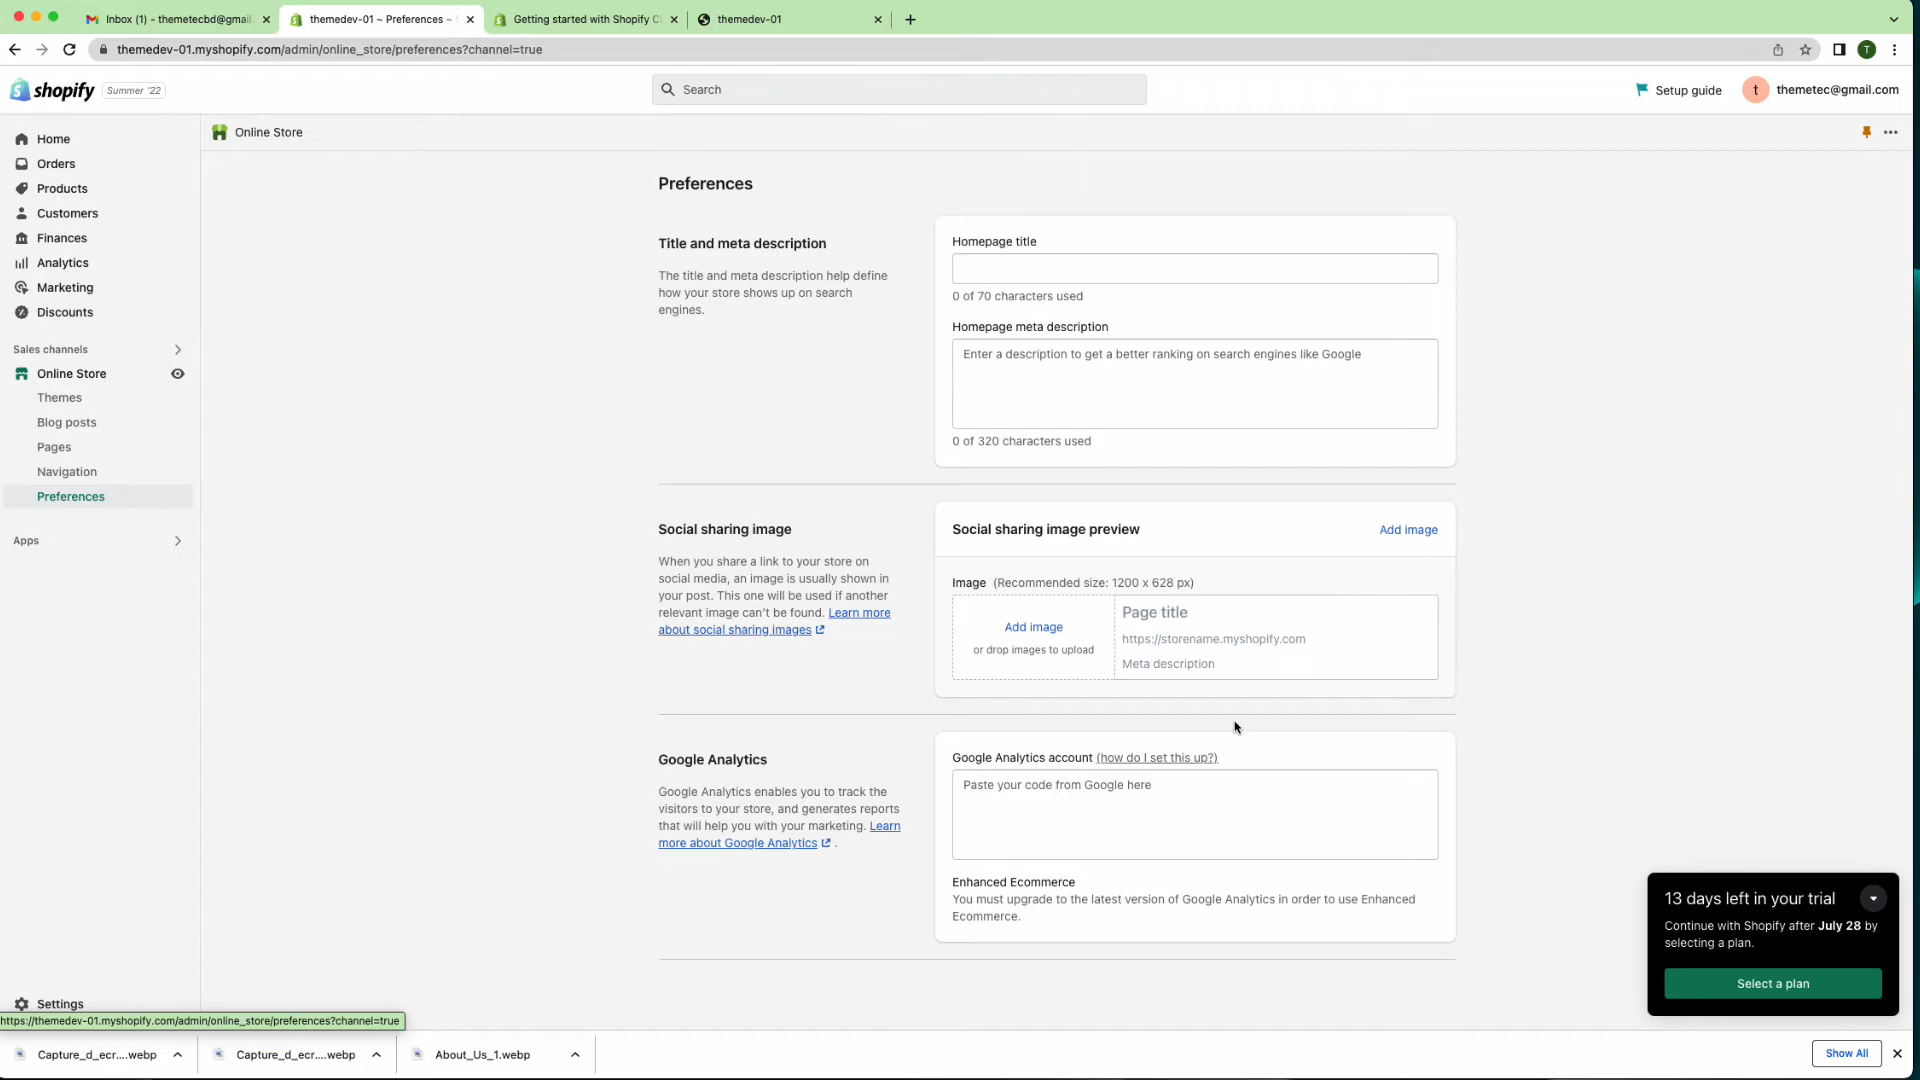 Inbox (1) - themetecbd@gmail.
themedev-01 ~ Preferences ~ S
Getting started with Shopify C
themedev-01
themedev-01.myshopify.com/admin/online_store/preferences?channel=true
T
shopify
Summer '22
Search
Setup guide
t
themetec@gmail.com
Home
Orders
Products
Customers
Finances
Analytics
Marketing
Discounts
Sales channels
Online Store
Themes
Blog posts
Pages
Navigation
Preferences
Apps
Settings
https://themedev-01.myshopify.com/admin/online_store/preferences?channel=true
Online Store
Preferences
Title and meta description
The title and meta description help define
how your store shows up on search
engines.
Homepage title
0 of 70 characters used
Homepage meta description
Enter a description to get a better ranking on search engines like Google
0 of 320 characters used
Social sharing image
When you share a link to your store on
social media, an image is usually shown in
your post. This one will be used if another
relevant image can't be found. Learn more
about social sharing images
Social sharing image preview
Add image
Image (Recommended size: 1200 x 628 px)
Add image
or drop images to upload
Page title
https://storename.myshopify.com
Meta description
Google Analytics
Google Analytics enables you to track the
visitors to your store, and generates reports
that will help you with your marketing. Learn
more about Google Analytics .
Google Analytics account (how do I set this up?)
Paste your code from Google here
Enhanced Ecommerce
You must upgrade to the latest version of Google Analytics in order to use Enhanced
Ecommerce.
13 days left in your trial
Continue with Shopify after July 28 by
selecting a plan.
Select a plan
Capture_d_ecr....webp
Capture_d_ecr....webp
About_Us_1.webp
Show All